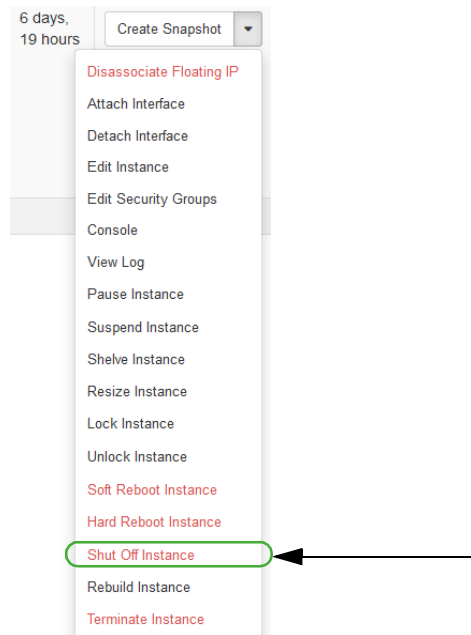 6 days,
19 hours
Create Snapshot
Disassociate Floating IP
Attach Interface
Detach Interface
Edit Instance
Edit Security Groups
Console
View Log
Pause Instance
Suspend Instance
Shelve Instance
Resize Instance
Lock Instance
Unlock Instance
Soft Reboot Instance
Hard Reboot Instance
Shut Off Instance
Rebuild Instance
Terminate Instance